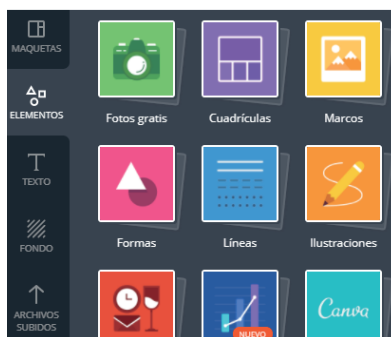 MAQUETAS
ELEMENTOS
TEXTO
FONDO
ARCHIVOS
SUBIDOS
Fotos gratis
Cuadrículas
Marcos
Formas
Líneas
Ilustraciones
NUEVO
Canva